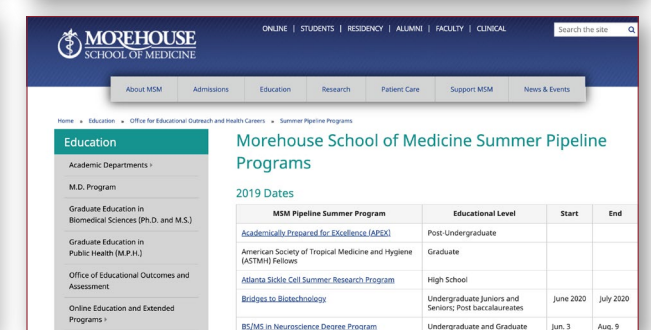 ONLINE | STUDENTS | RESIDENCY | ALUMNI | FACULTY | CLINICAL
Search the site
MOREHOUSE
SCHOOL OF MEDICINE
About MSM Admissions Education Research Patient Care Support MSM News & Events
Home Education Office for Educational Outreach and Health Careers Summer Pipeline Programs
Education
Academic Departments
M.D. Program
Graduate Education in
Biomedical Sciences (Ph.D. and M.S.)
Graduate Education in
Public Health (M.P.H.)
Office of Educational Outcomes and
Assessment
Online Education and Extended
Programs
Morehouse School of Medicine Summer Pipeline
Programs
2019 Dates
MSM Pipeline Summer Program Educational Level Start End
Academically Prepared for EXcellence (APEX) Post-Undergraduate
American Society of Tropical Medicine and Hygiene Graduate
(ASTMH) Fellows
Atlanta Sickle Cell Summer Research Program High School
Bridges to Biotechnology Undergraduate Juniors and June 2020 July 2020
Seniors; Post baccalaureates
BS/MS in Neuroscience Degree Program Undergraduate and Graduate Jun. 3 Aug. 9